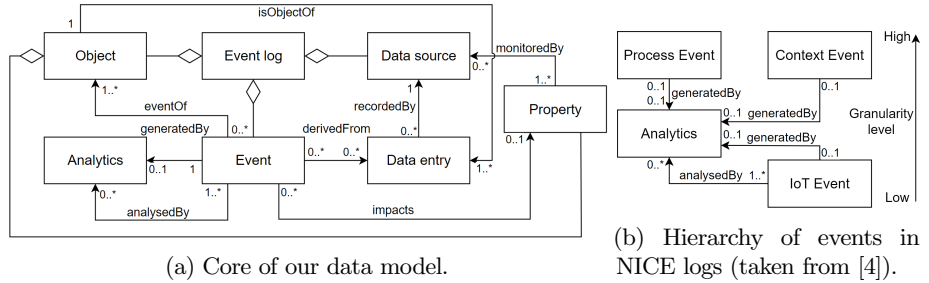 isObjectOf
1
Object
Event log
Data source
monitoredBy
0..*
1..*
1..*
eventOf
1
recordedBy
Property
generatedBy
0..*
derivedFrom
0..*
0..1
Analytics
Event
0..*
0..*
Data entry
0..1
1
0..*
1..*
0..*
1..*
analysedBy
impacts
(a) Core of our data model.
Process Event
Context Event
High
0..1
0..1
generatedBy
0..1
0..1
generatedBy
Granularity
level
Analytics
0..1
generatedBy
0..*
0..1
analysedBy
1..*
IoT Event
Low
(b) Hierarchy of events in
NICE logs (taken from [4]).